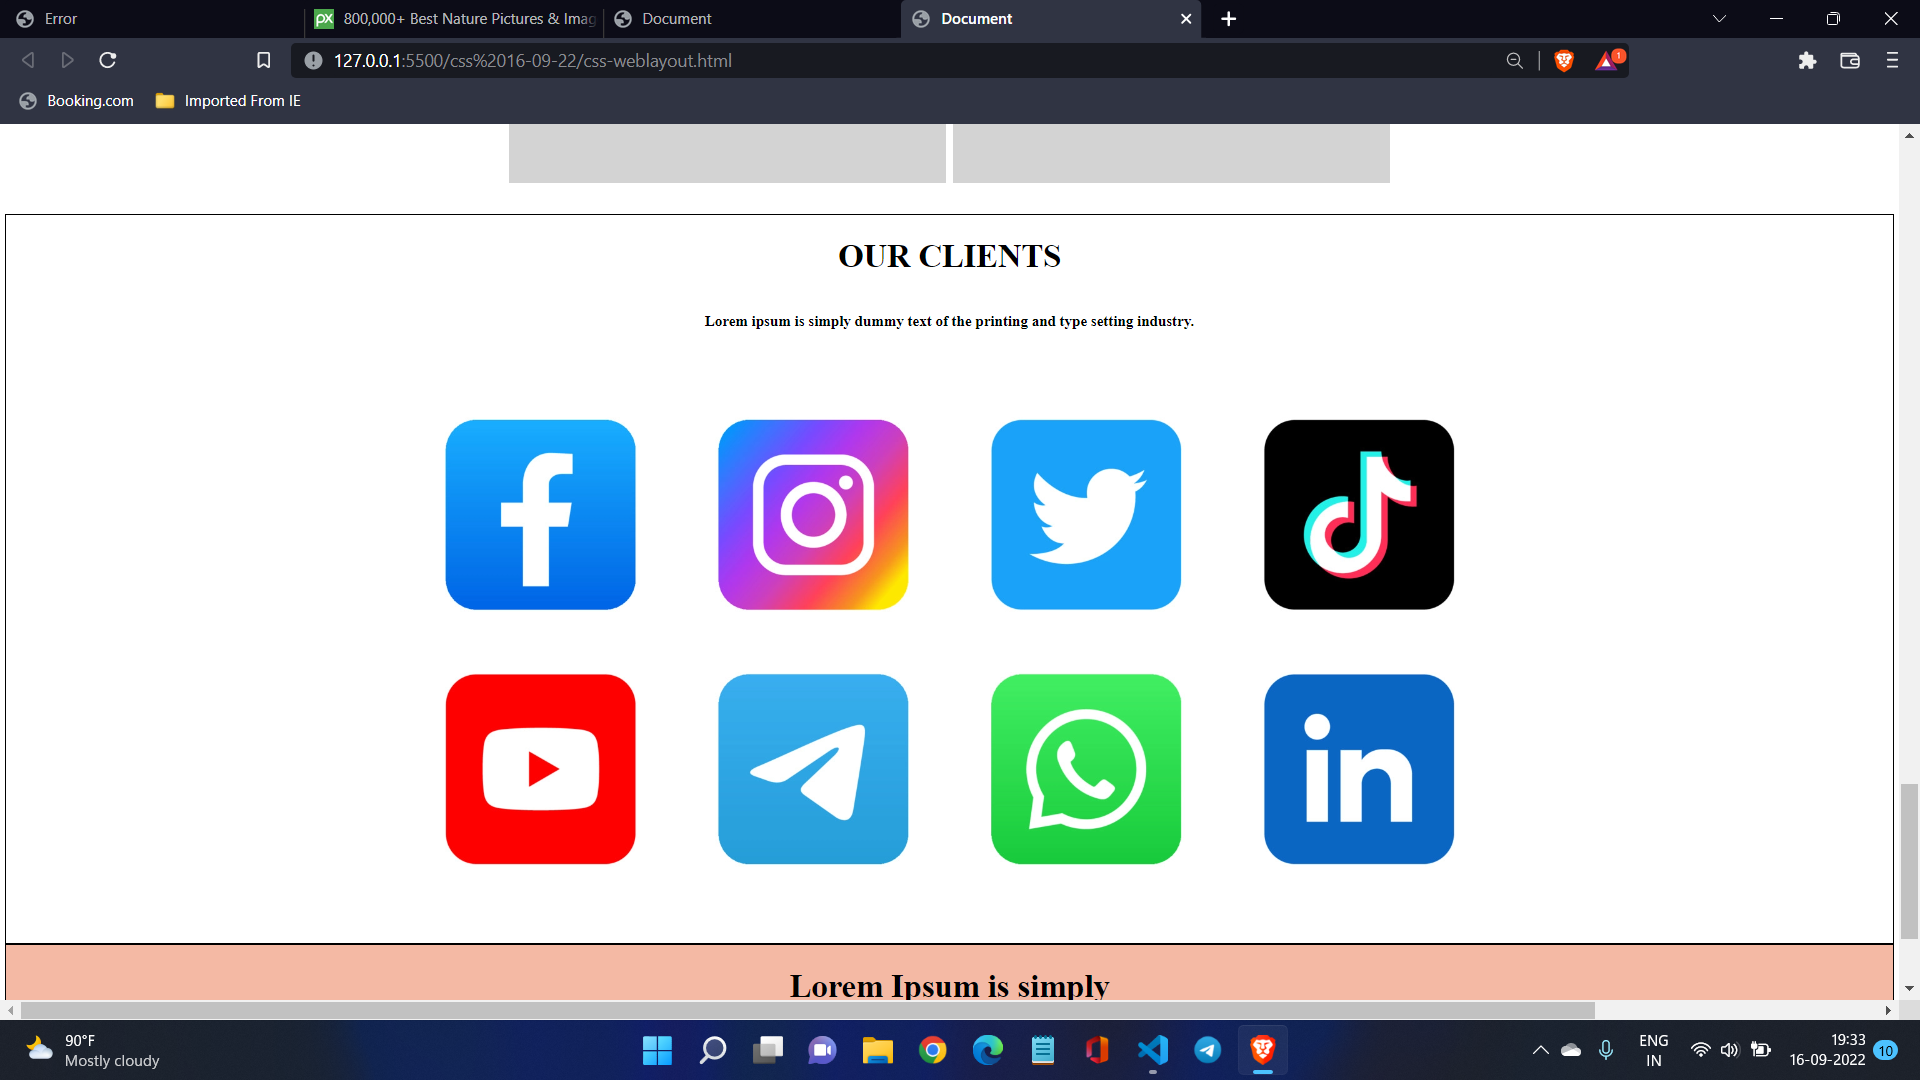 Error
800,000+ Best Nature Pictures & Imag
Document
Document
127.0.0.1:5500/css%2016-09-22/css-weblayout.html
1
Booking.com
Imported From IE
OUR CLIENTS
Lorem ipsum is simply dummy text of the printing and type setting industry.
in
Lorem Ipsum is simply
90°F
Mostly cloudy
ENG
IN
19:33
16-09-2022
10